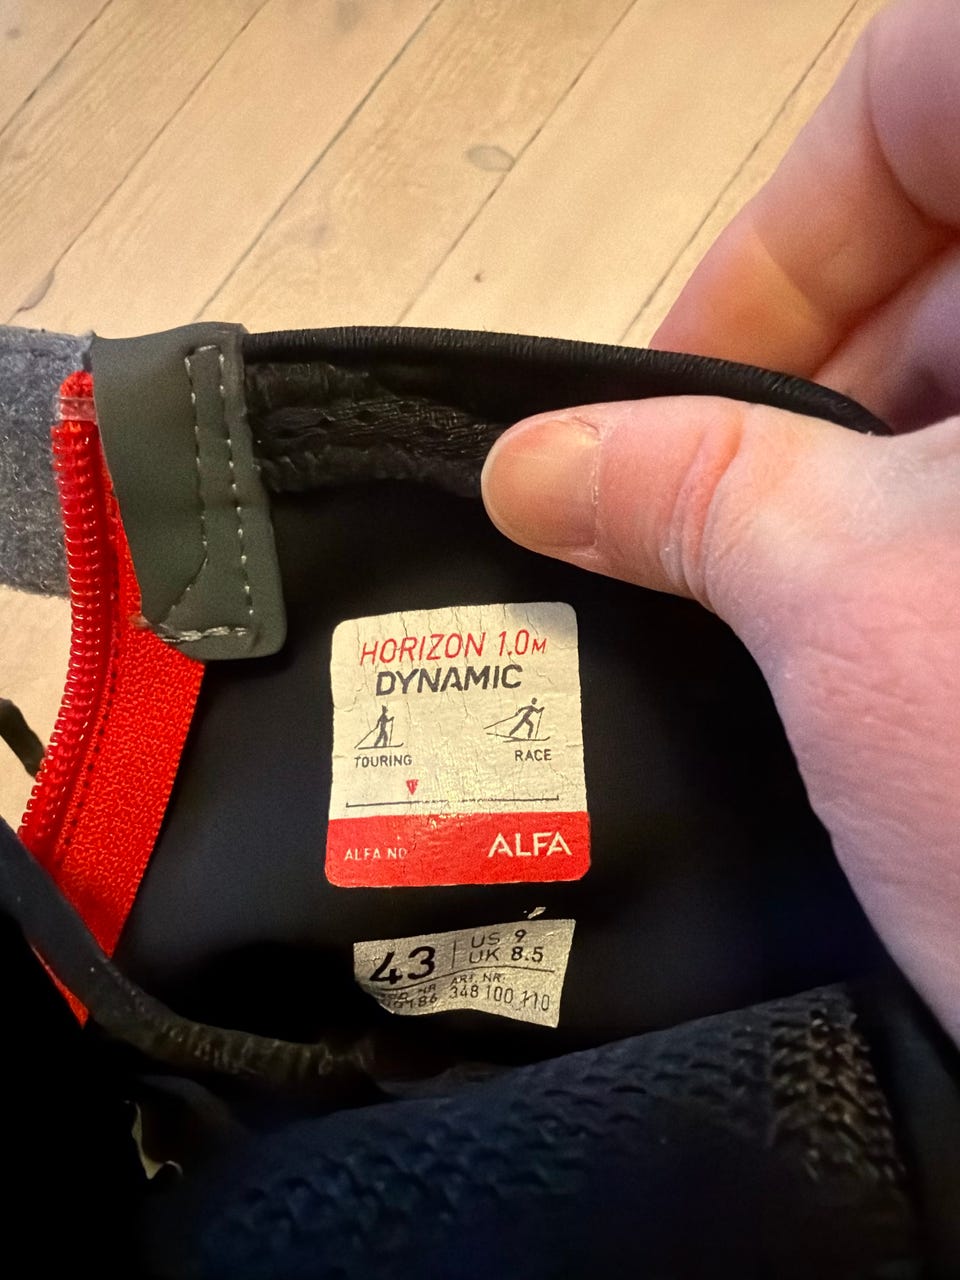 HORIZON 1.0M
DYNAMIC
TOURING RACE
ALFA NO ALFA
43 US 9
UK 8.5
ART. NR.
348 100 110